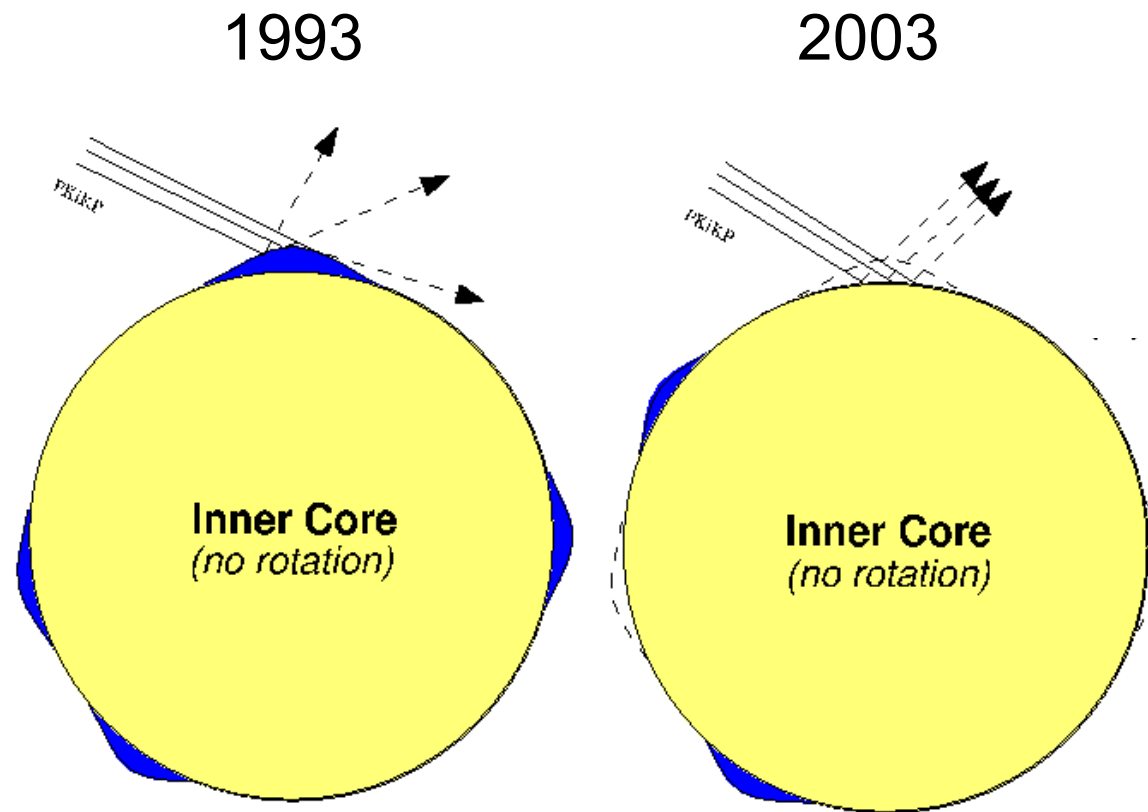 1993
2003
PKiKP
PKiKP
Inner Core
(no rotation)
Inner Core
(no rotation)